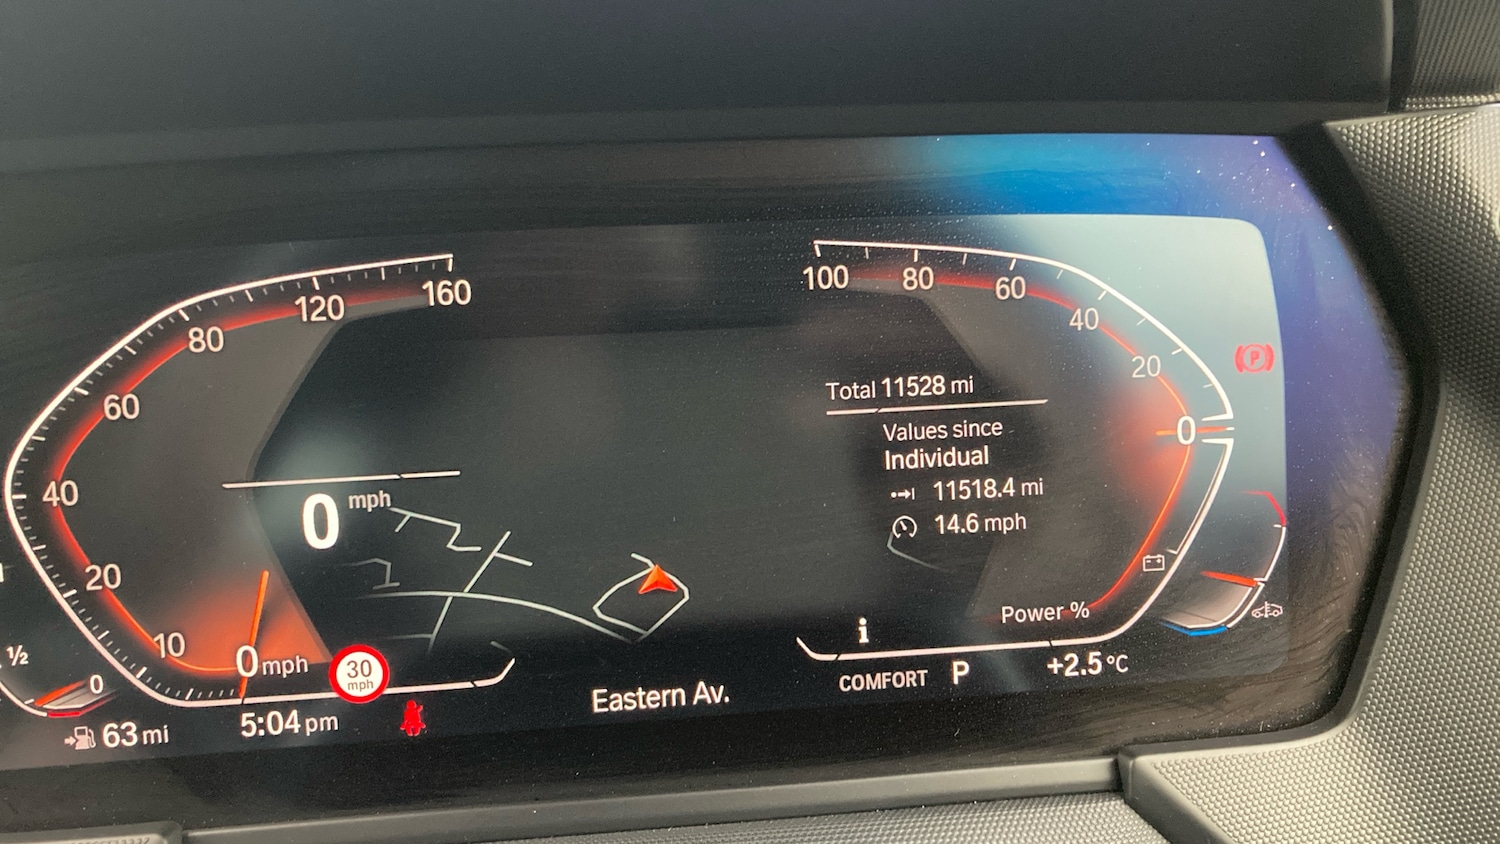 160
120
80
60
40
20
10
0 mph
0 mph
30
mph
½
0
63 mi
5:04 pm
Eastern Av.
100
80
60
40
20
0
P
Total 11528 mi
Values since
Individual
11518.4 mi
14.6 mph
Power %
i
COMFORT P +2.5 °C